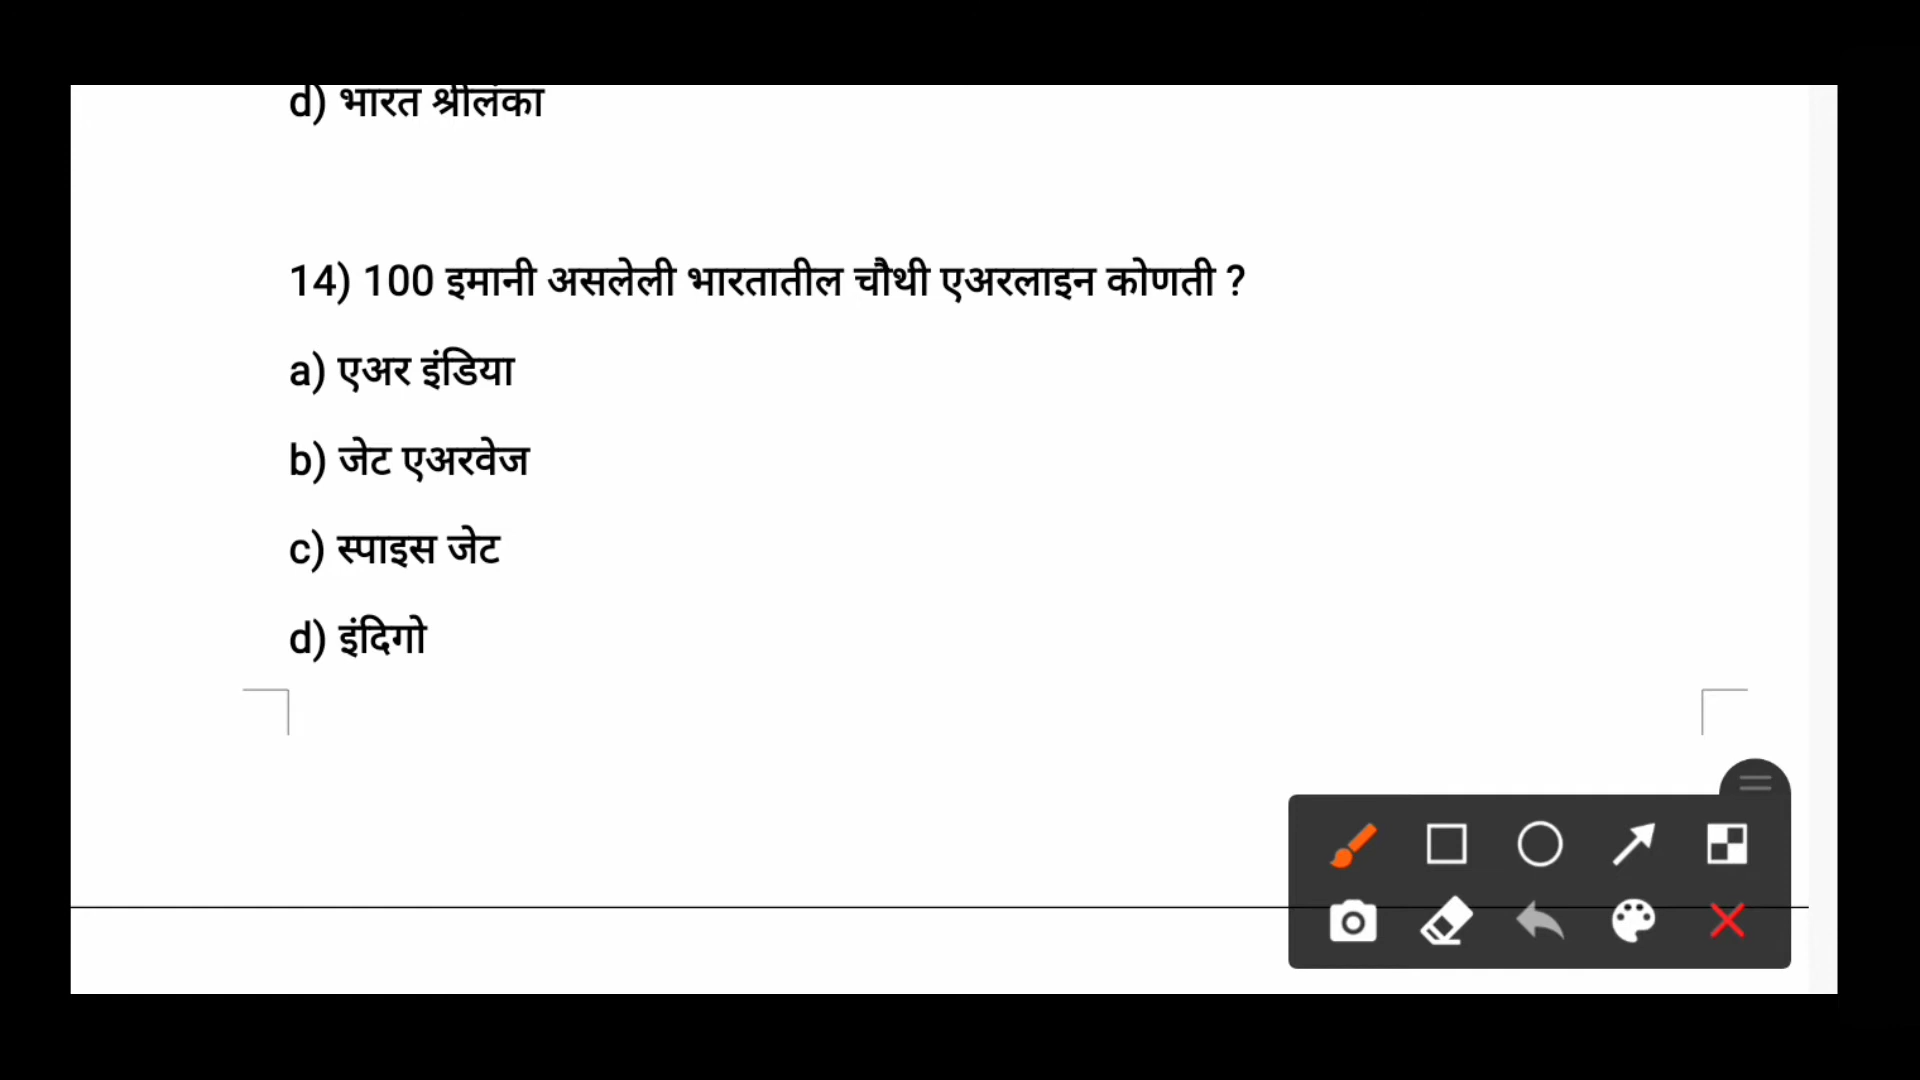 d) भारत श्रीलंका
14) 100 इमानी असलेली भारतातील चौथी एअरलाइन कोणती ?
a) एअर इंडिया
b) जेट एअरवेज
c) स्पाइस जेट
d) इंदिगो